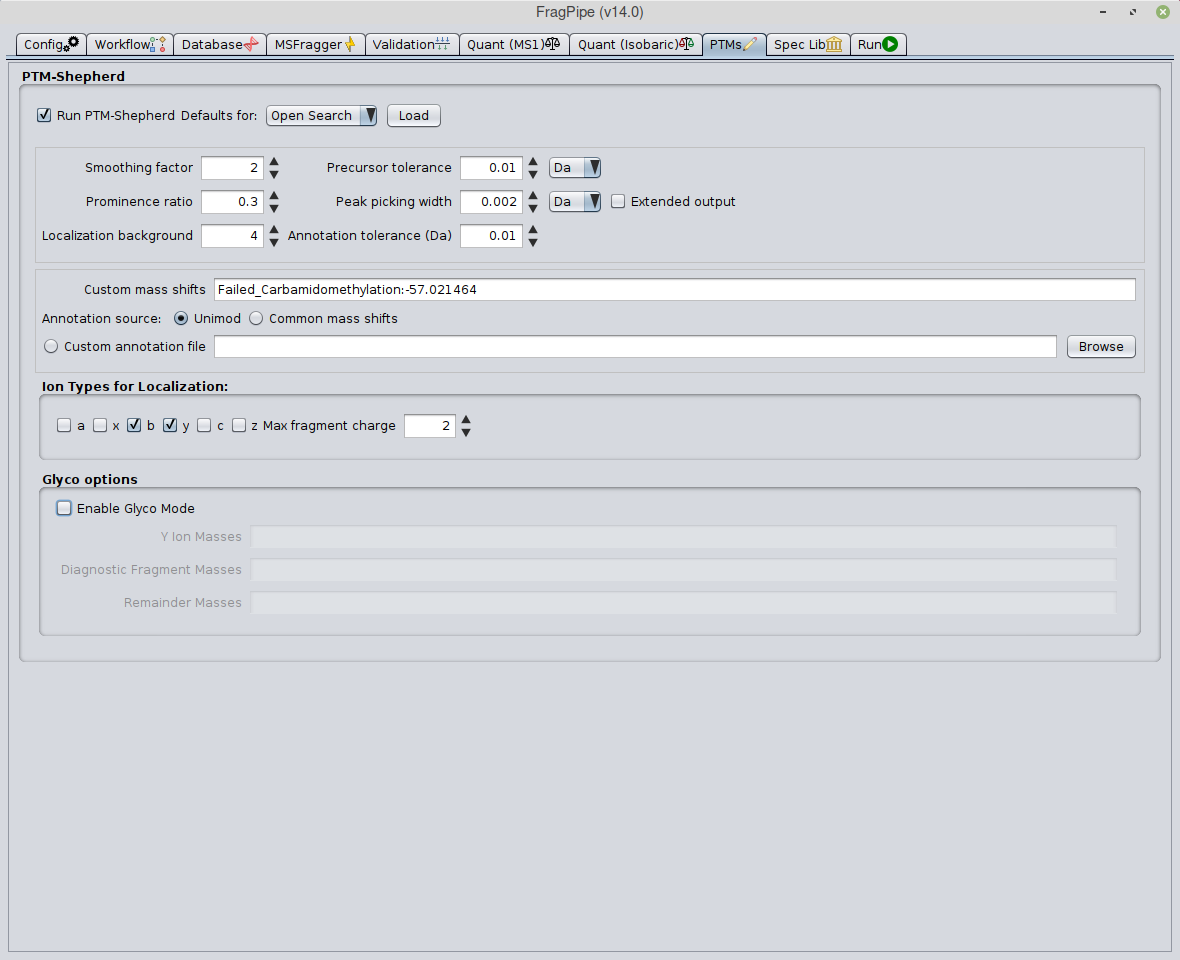 FragPipe (v14.0)
Config Workflow Database MSFragger Validation Quant (MS1) Quant (Isobaric) PTMs Spec Lib Run
PTM-Shepherd
Run PTM-Shepherd Defaults for: Open Search Load
Smoothing factor 2 Precursor tolerance 0.01 Da
Prominence ratio 0.3 Peak picking width 0.002 Da Extended output
Localization background 4 Annotation tolerance (Da) 0.01
Custom mass shifts Failed_Carbamidomethylation:-57.021464
Annotation source: Unimod Common mass shifts
Custom annotation file Browse
Ion Types for Localization:
a x b y c z Max fragment charge 2
Glyco options
Enable Glyco Mode
Y Ion Masses
Diagnostic Fragment Masses
Remainder Masses